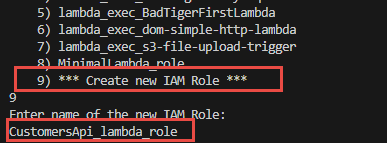 5) lambda_exec_BadTigerFirstLambda
6) lambda_exec_dom-simple-http-lambda
7) lambda_exec_s3-file-upload-trigger
8) MinimalLambda_role
9) *** Create new IAM Role ***
9
Enter name of the new IAM Role:
CustomersApi_lambda_role